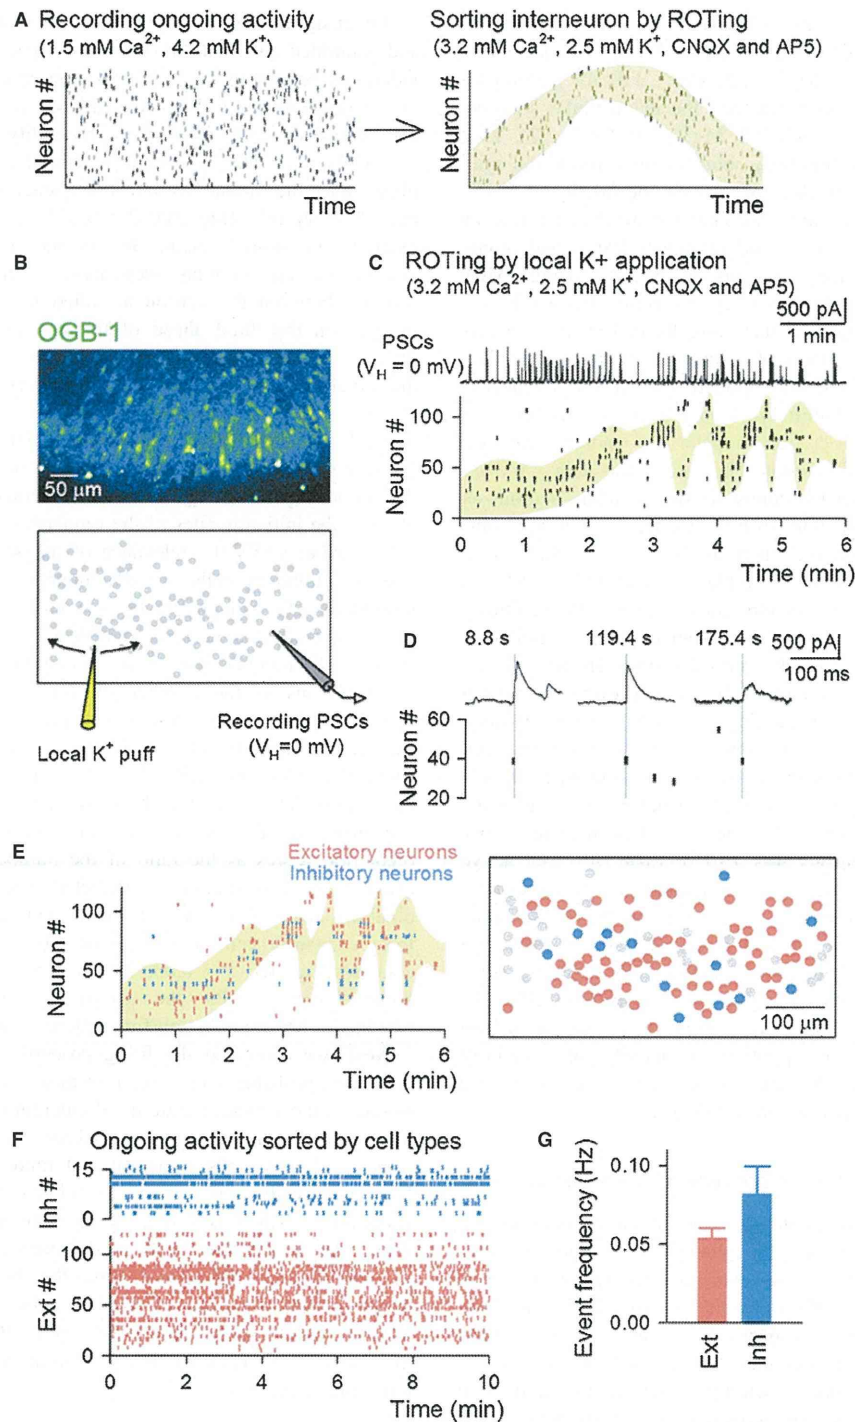 A Recording ongoing activity
(1.5 mM Ca²⁺, 4.2 mM K⁺)
Neuron #
Time
Sorting interneuron by ROTing
(3.2 mM Ca²⁺, 2.5 mM K⁺, CNQX and AP5)
Neuron #
Time
B
OGB-1
50 μm
Local K⁺ puff
Recording PSCs
(V_H=0 mV)
C ROTing by local K+ application
(3.2 mM Ca²⁺, 2.5 mM K⁺, CNQX and AP5)
500 pA
1 min
PSCs
(V_H = 0 mV)
Neuron #
100
50
0
0 1 2 3 4 5 6
Time (min)
D 8.8 s 119.4 s 175.4 s
500 pA
100 ms
Neuron #
60
40
20
E
Excitatory neurons
Inhibitory neurons
Neuron #
100
50
0
0 1 2 3 4 5 6
Time (min)
100 μm
F Ongoing activity sorted by cell types
Inh #
15
0
Ext #
100
50
0
0 2 4 6 8 10
Time (min)
G
Event frequency (Hz)
0.10
0.05
0.00
Ext
Inh